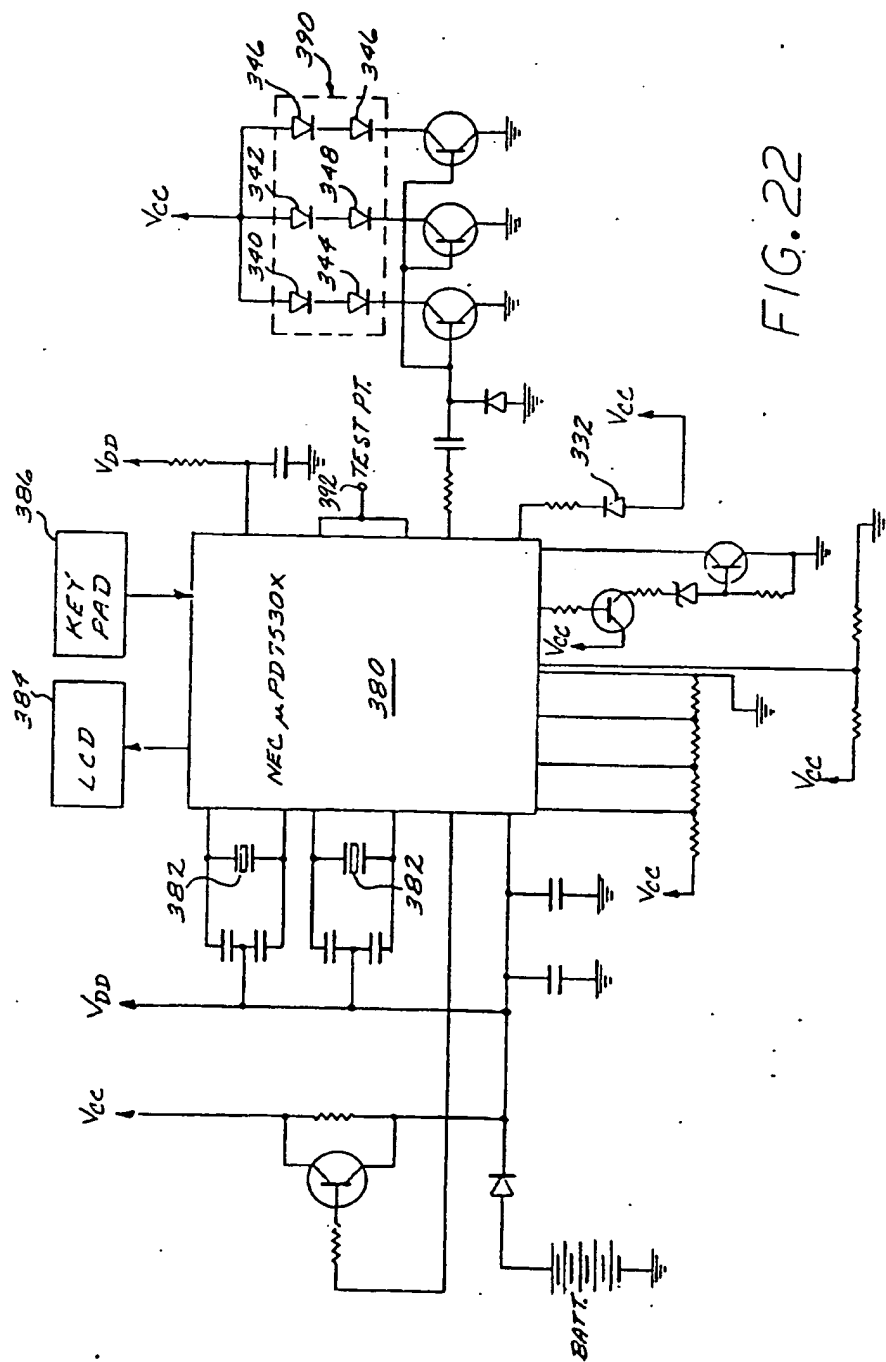 386
384
KEY PAD
LCD
VDD
VCC
VDD
VCC
340
342
346
390
344
348
346
382
382
NEC μPD7530X
380
392
TEST PT.
332
VCC
VCC
VCC
VCC
BATT.
FIG. 22